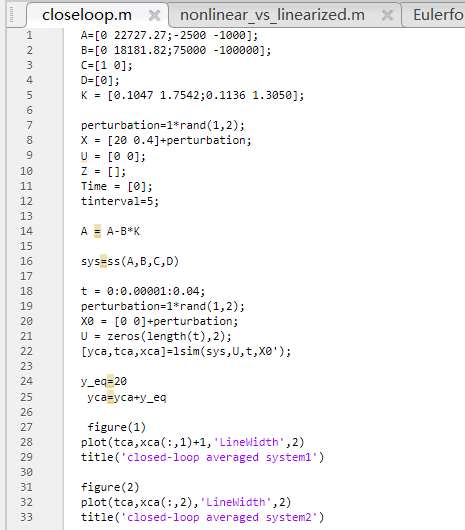 closeloop.m nonlinear_vs_linearized.m Eulerfo
1 A=[0 22727.27;-2500 -1000];
2 B=[0 18181.82;75000 -100000];
3 C=[1 0];
4 D=[0];
5 K = [0.1047 1.7542;0.1136 1.3050];
6
7 perturbation=1*rand(1,2);
8 X = [20 0.4]+perturbation;
9 U = [0 0];
10 Z = [];
11 Time = [0];
12 tinterval=5;
13
14 A = A-B*K
15
16 sys=ss(A,B,C,D)
17
18 t = 0:0.00001:0.04;
19 perturbation=1*rand(1,2);
20 X0 = [0 0]+perturbation;
21 U = zeros(length(t),2);
22 [yca,tca,xca]=lsim(sys,U,t,X0');
23
24 y_eq=20
25 yca=yca+y_eq
26
27 figure(1)
28 plot(tca,xca(:,1)+1,'LineWidth',2)
29 title('closed-loop averaged system1')
30
31 figure(2)
32 plot(tca,xca(:,2),'LineWidth',2)
33 title('closed-loop averaged system2')